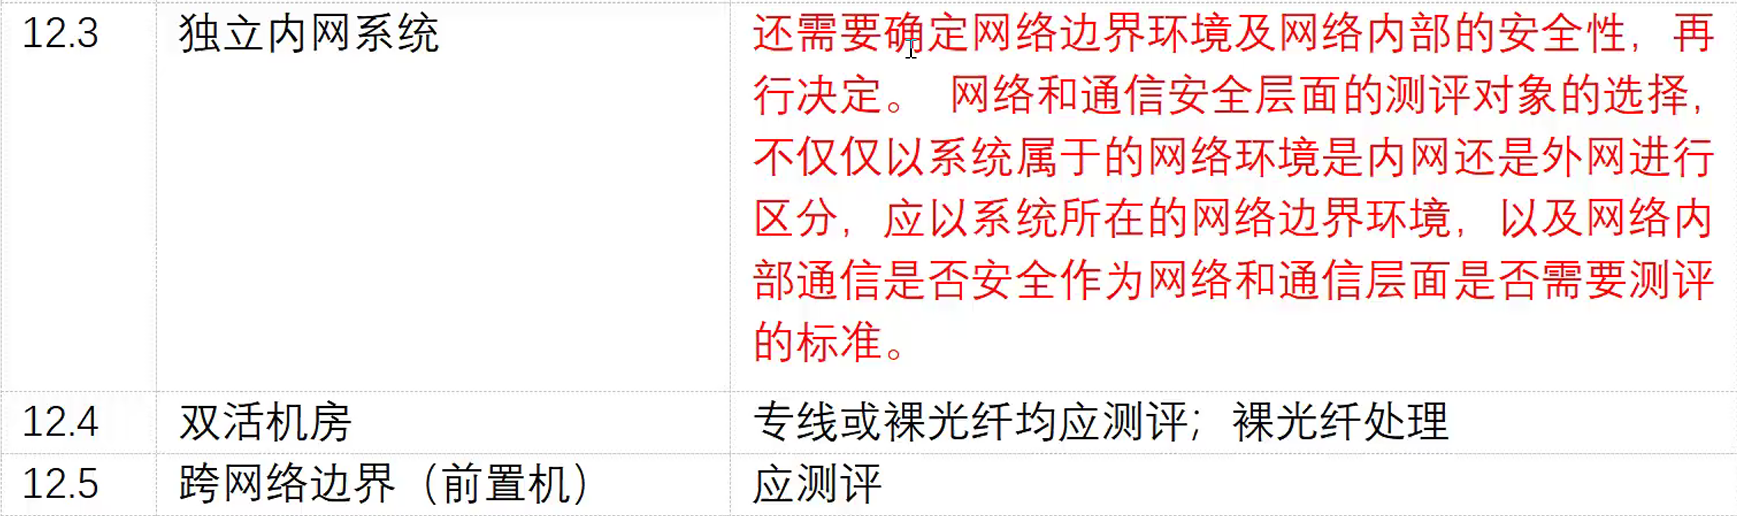 12.3 独立内网系统 还需要确定网络边界环境及网络内部的安全性，再
行决定。 网络和通信安全层面的测评对象的选择，
不仅仅以系统属于的网络环境是内网还是外网进行
区分，应以系统所在的网络边界环境，以及网络内
部通信是否安全作为网络和通信层面是否需要测评
的标准。
12.4 双活机房 专线或裸光纤均应测评；裸光纤处理
12.5 跨网络边界（前置机） 应测评